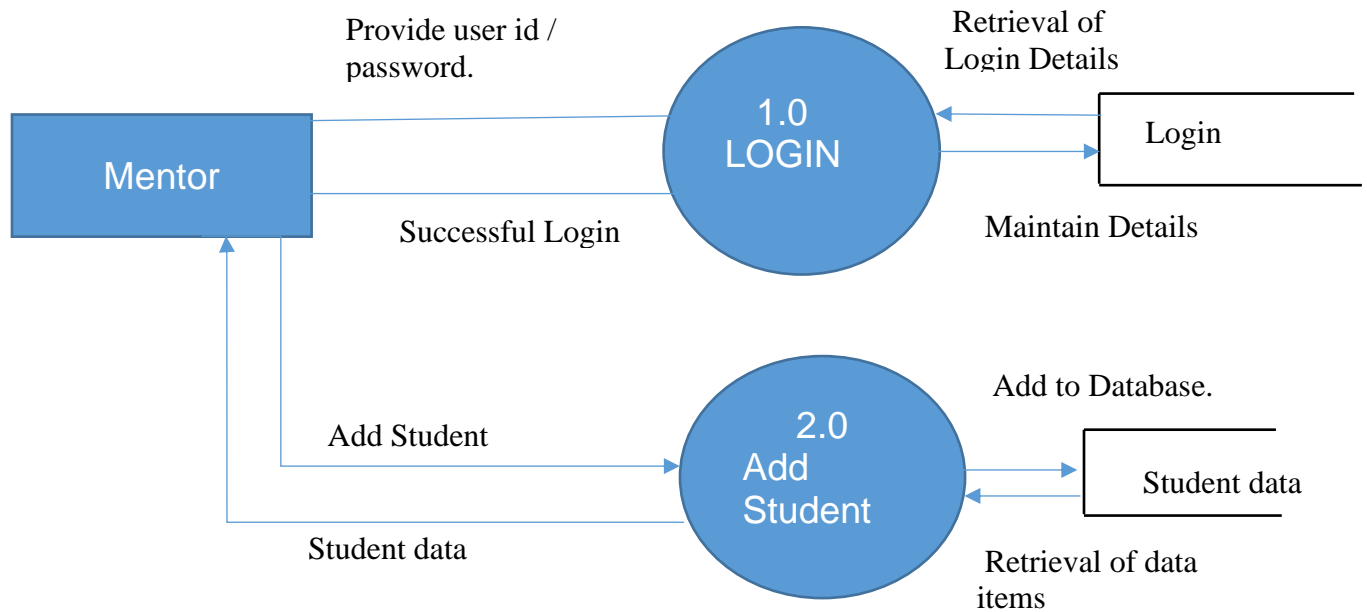 Provide user id /
password.
Retrieval of
Login Details
Mentor
1.0
LOGIN
Login
Successful Login
Maintain Details
Add to Database.
Add Student
2.0
Add
Student
Student data
Student data
Retrieval of data
items